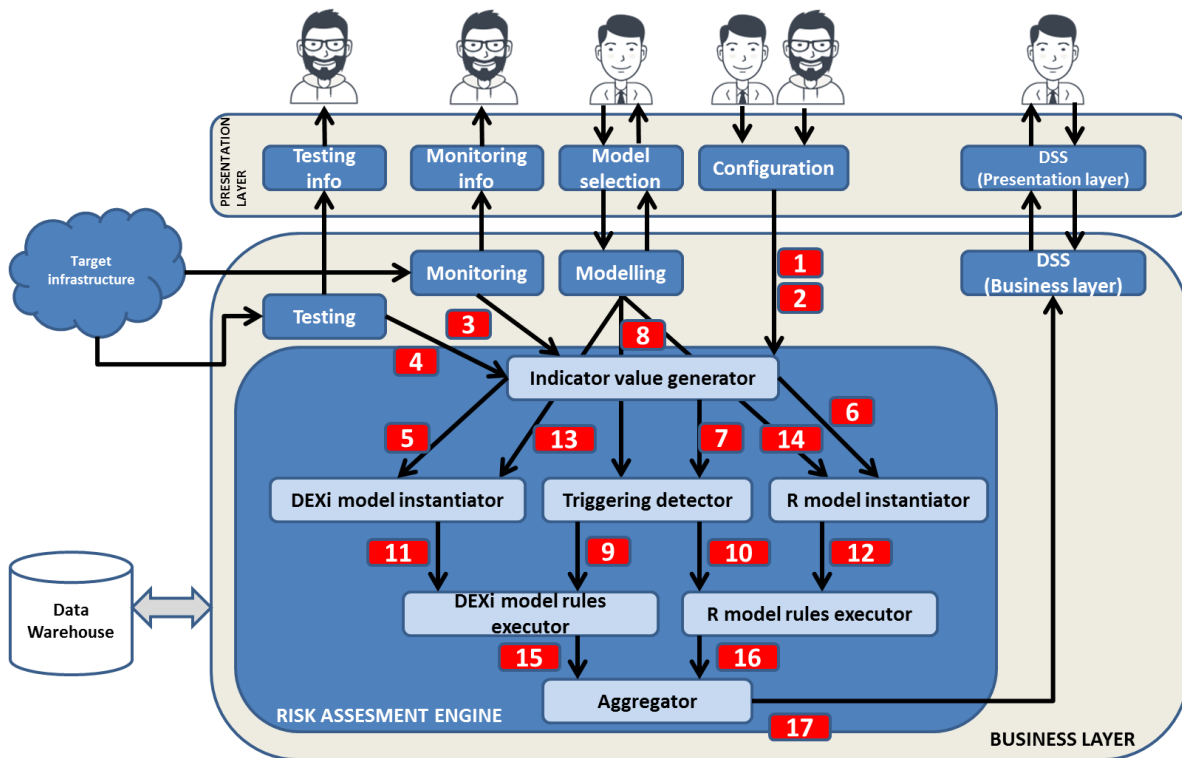 PRESENTATION
LAYER
Testing
info
Monitoring
info
Model
selection
Configuration
DSS
(Presentation layer)
Target
infrastructure
Monitoring
Modelling
DSS
(Business layer)
1
2
Testing
3
8
4
Indicator value generator
5
13
7
14
6
DEXi model instantiator
Triggering detector
R model instantiator
11
9
10
12
Data
Warehouse
DEXi model rules
executor
R model rules executor
15
16
Aggregator
RISK ASSESMENT ENGINE
17
BUSINESS LAYER